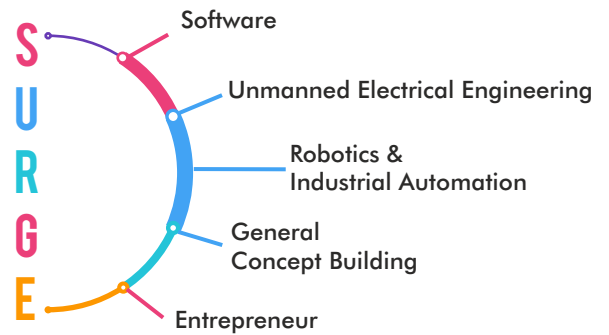 S
U
R
G
E
Software
Unmanned Electrical Engineering
Robotics &
Industrial Automation
General
Concept Building
Entrepreneur